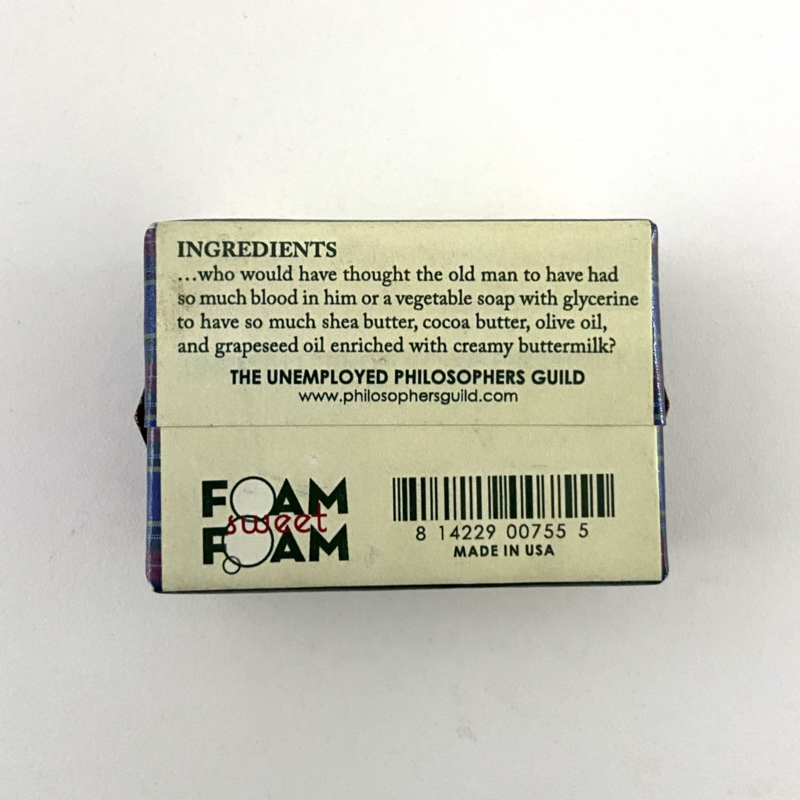 INGREDIENTS
...who would have thought the old man to have had
so much blood in him or a vegetable soap with glycerine
to have so much shea butter, cocoa butter, olive oil,
and grapeseed oil enriched with creamy buttermilk?
THE UNEMPLOYED PHILOSOPHERS GUILD
www.philosophersguild.com
FOAM
sweet
FOAM
8 14229 00755 5
MADE IN USA